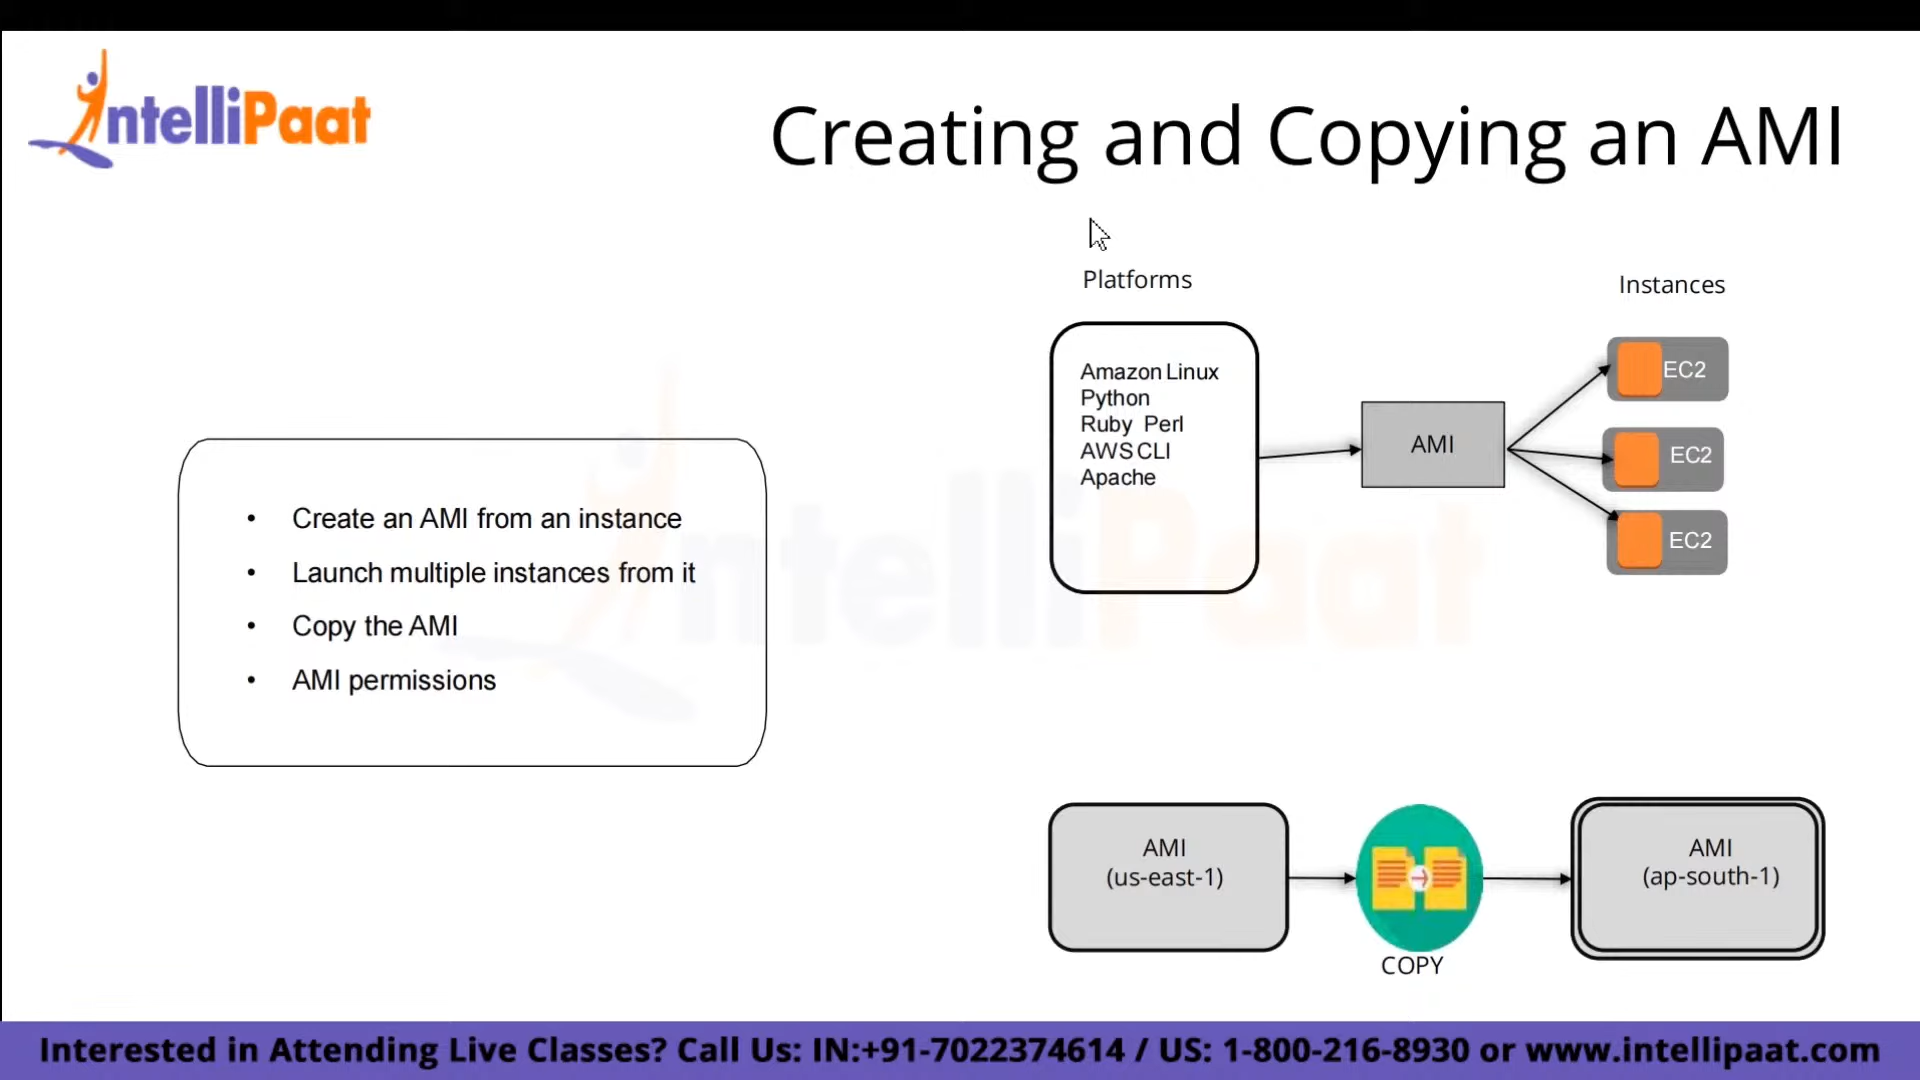 IntelliPaat
Creating and Copying an AMI
Platforms
Instances
Amazon Linux
Python
Ruby Perl
AWS CLI
Apache
AMI
EC2
EC2
EC2
• Create an AMI from an instance
• Launch multiple instances from it
• Copy the AMI
• AMI permissions
IntelliPaat
AMI
(us-east-1)
COPY
AMI
(ap-south-1)
Interested in Attending Live Classes? Call Us: IN:+91-7022374614 / US: 1-800-216-8930 or www.intellipaat.com